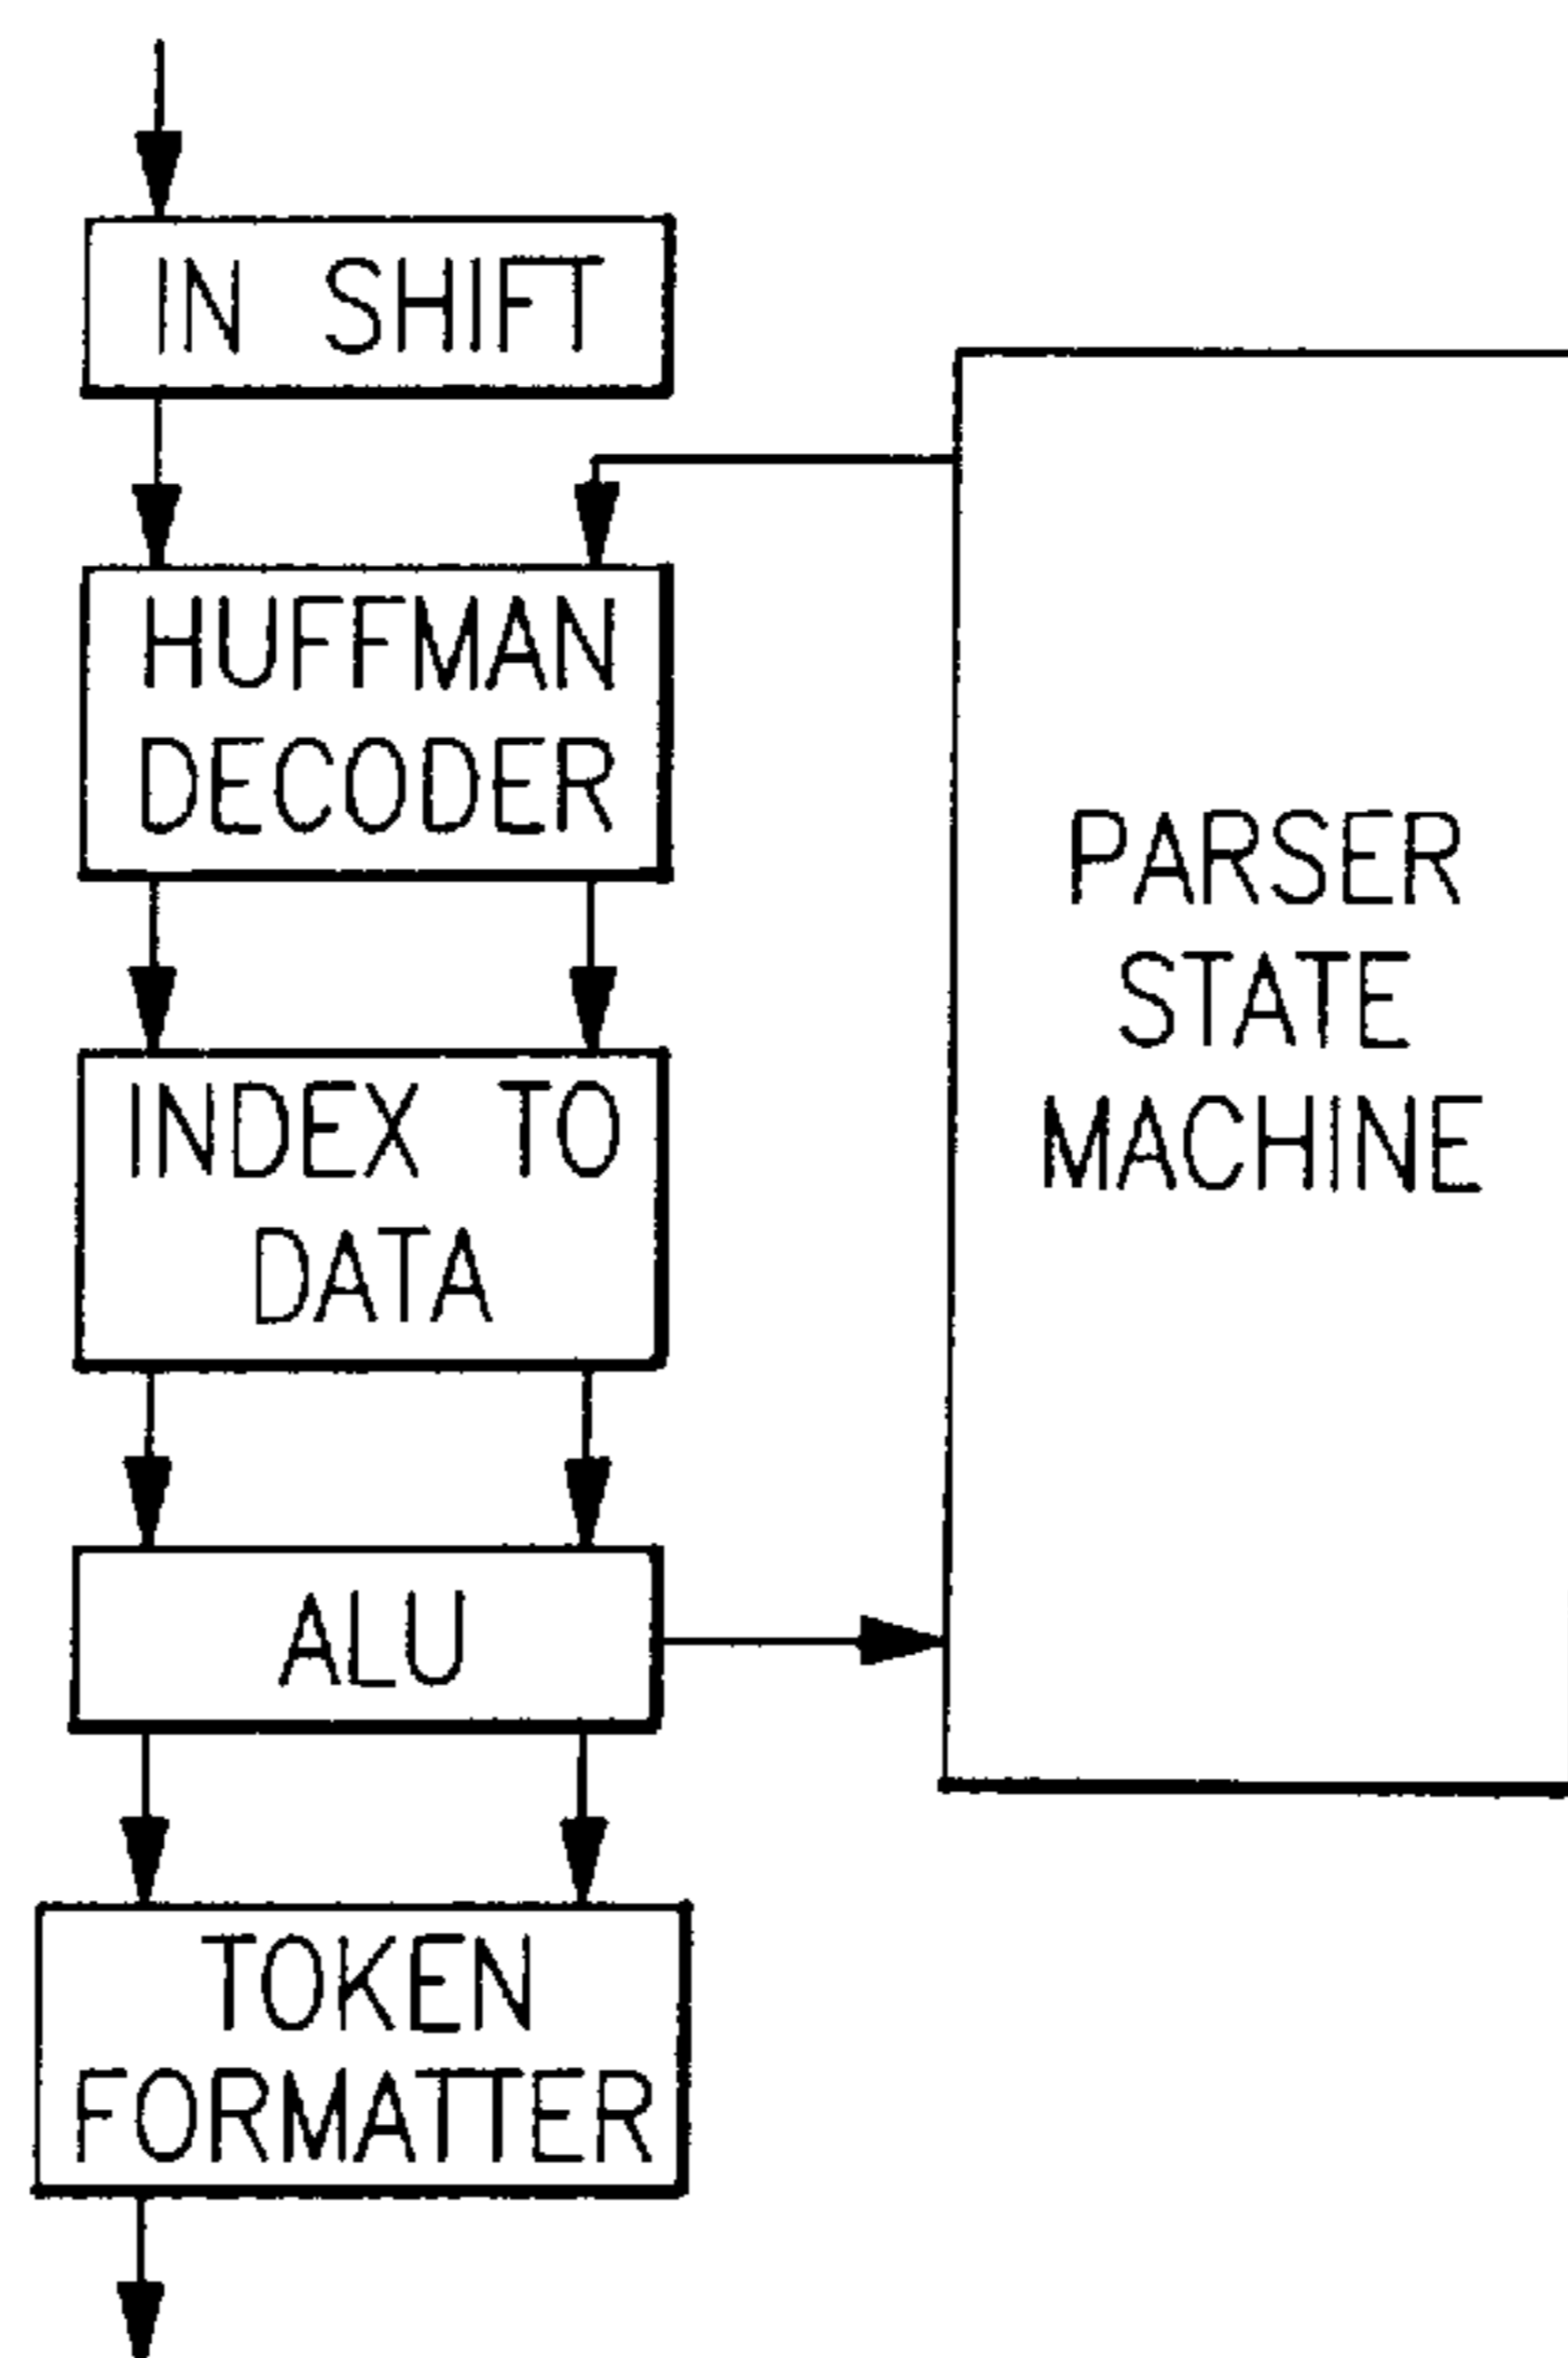 IN SHIFT
HUFFMAN
DECODER
INDEX TO
DATA
ALU
TOKEN
FORMATTER
PARSER
STATE
MACHINE